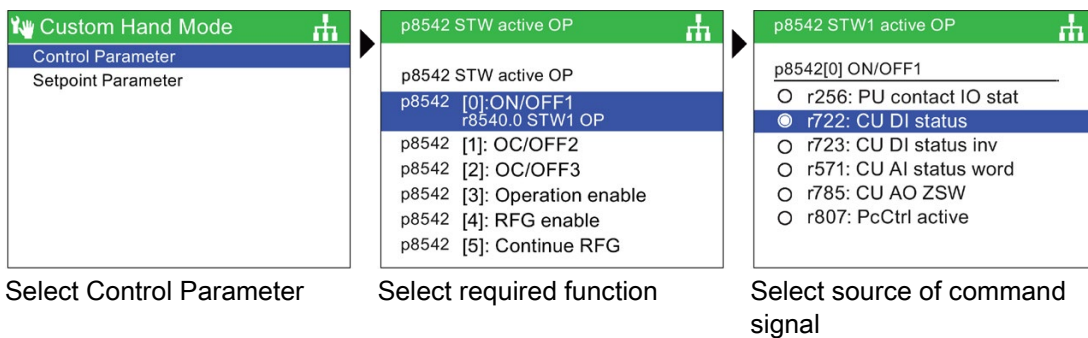 Custom Hand Mode
Control Parameter
Setpoint Parameter
Select Control Parameter
p8542 STW active OP
p8542 STW active OP
p8542 [0]:ON/OFF1
r8540.0 STW1 OP
p8542 [1]: OC/OFF2
p8542 [2]: OC/OFF3
p8542 [3]: Operation enable
p8542 [4]: RFG enable
p8542 [5]: Continue RFG
Select required function
p8542 STW1 active OP
p8542[0] ON/OFF1
r256: PU contact IO stat
r722: CU DI status
r723: CU DI status inv
r571: CU AI status word
r785: CU AO ZSW
r807: PcCtrl active
Select source of command
signal